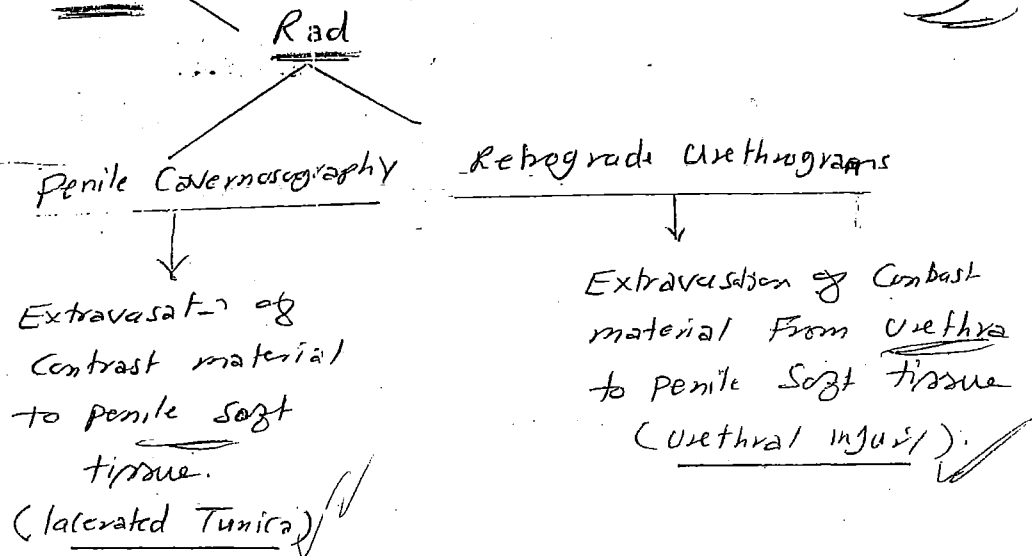 Rad
Penile Cavernosography
Retrograde Urethrograms
Extravasat-n of
Contrast material
to penile soft
tissue.
(lacerated Tunica)
Extravasation of Contrast
material From urethra
to penile Soft tissue
(urethral injury).